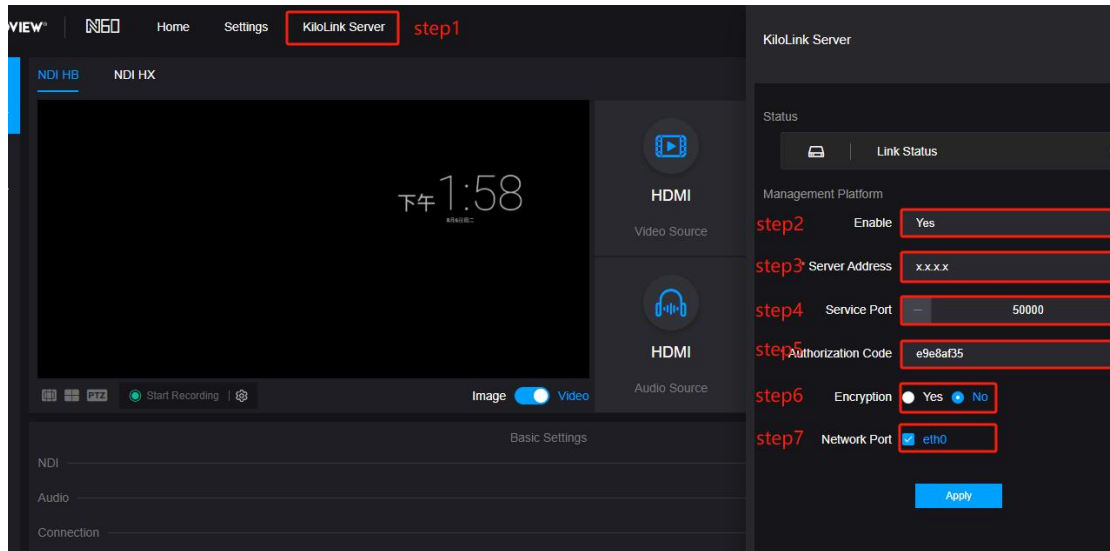 VIEW® N60 Home Settings KiloLink Server step1
KiloLink Server
NDI HB NDI HX
Status
Link Status
下午1:58
HDMI
Video Source
Management Platform
step2 Enable Yes
step3 * Server Address x.x.x.x
step4 Service Port − 50000
HDMI
Audio Source
step5 Authorization Code e9e8af35
PTZ Start Recording Image Video
step6 Encryption Yes No
step7 Network Port eth0
Basic Settings
NDI
Audio
Connection
Apply